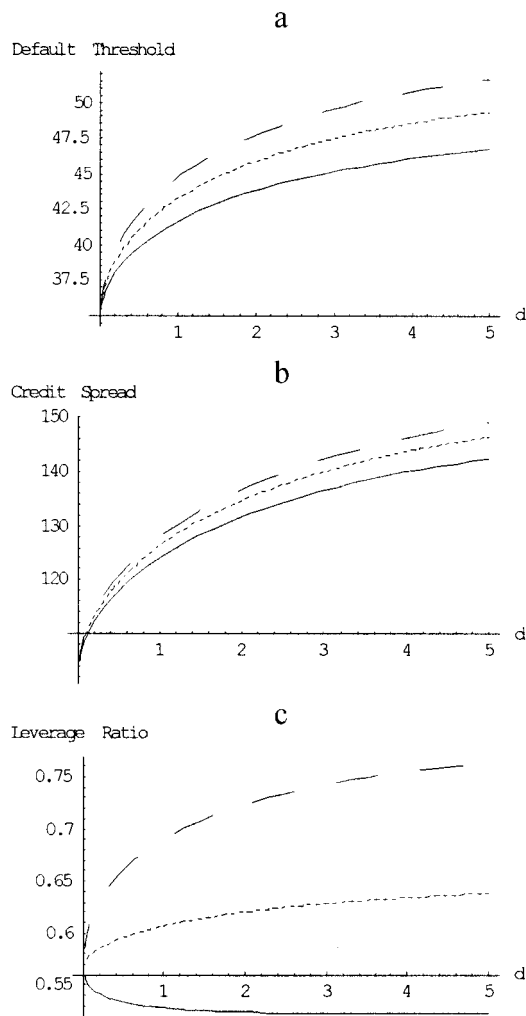 a
Default Threshold
50
47.5
45
42.5
40
37.5
1 2 3 4 5 d
b
Credit Spread
150
140
130
120
1 2 3 4 5 d
c
Leverage Ratio
0.75
0.7
0.65
0.6
0.55
1 2 3 4 5 d